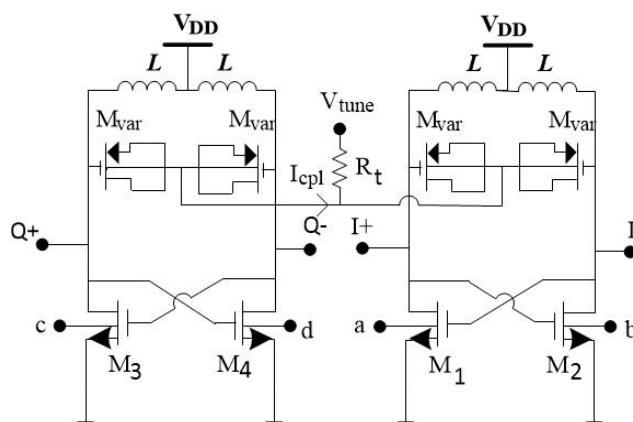 VDD
VDD
L L
L L
Vtune
Mvar Mvar
Mvar Mvar
Rt
Icpl
Q+
Q-
I+
I
c
d
a
b
M3
M4
M1
M2